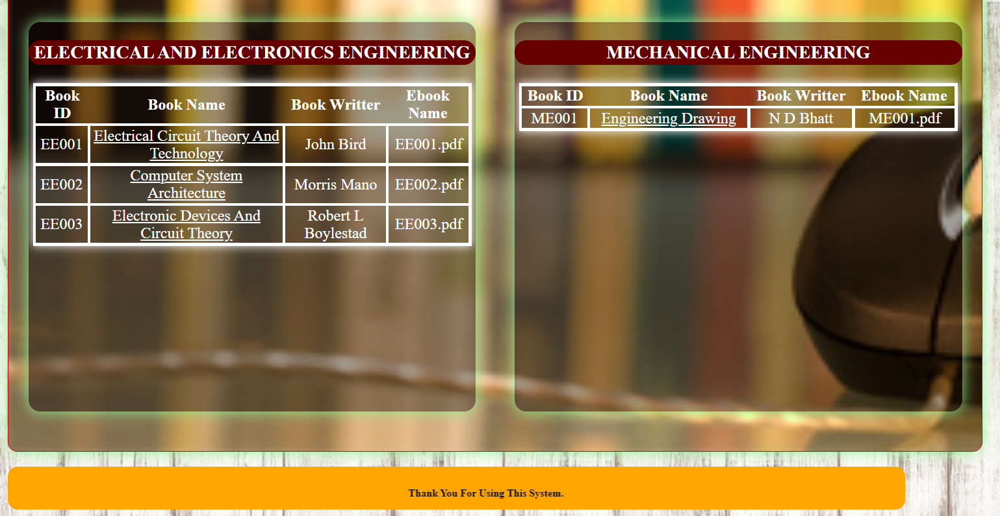 ELECTRICAL AND ELECTRONICS ENGINEERING
Book ID Book Name Book Writter Ebook Name
EE001 Electrical Circuit Theory And Technology John Bird EE001.pdf
EE002 Computer System Architecture Morris Mano EE002.pdf
EE003 Electronic Devices And Circuit Theory Robert L Boylestad EE003.pdf
MECHANICAL ENGINEERING
Book ID Book Name Book Writter Ebook Name
ME001 Engineering Drawing N D Bhatt ME001.pdf
Thank You For Using This System.